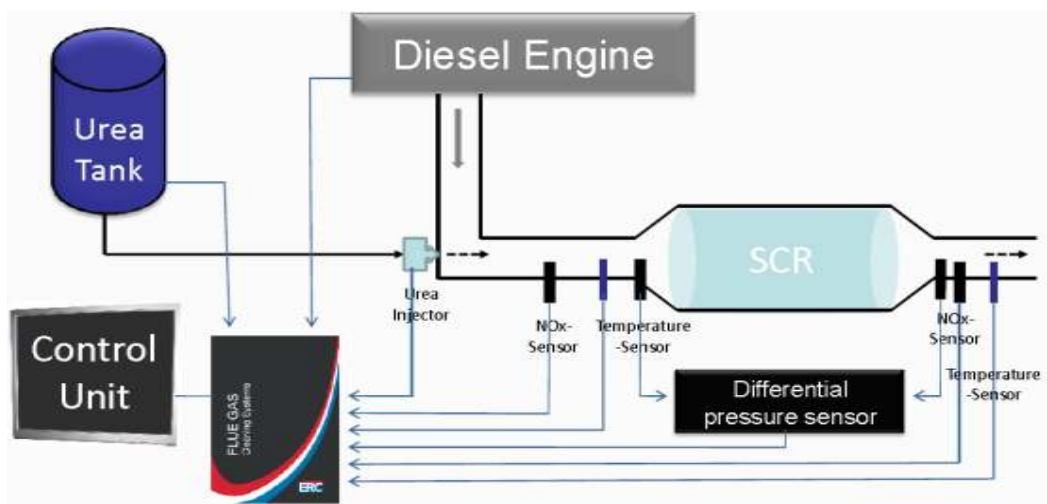 Diesel Engine
Urea
Tank
SCR
Urea
Injector
NOx-
Sensor
Temperature
-Sensor
NOx-
Sensor
Temperature
-Sensor
Control
Unit
Differential
pressure sensor
FLUE GAS
Cleaning Systems
ERC